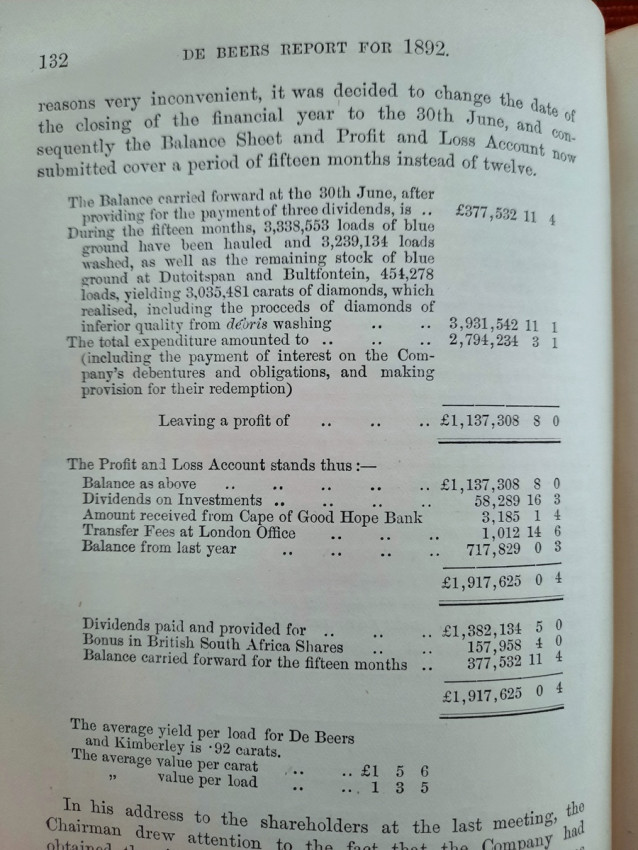 132 DE BEERS REPORT FOR 1892.
reasons very inconvenient, it was decided to change the date of
the closing of the financial year to the 30th June, and con-
sequently the Balance Sheet and Profit and Loss Account now
submitted cover a period of fifteen months instead of twelve.
The Balance carried forward at the 30th June, after
providing for the payment of three dividends, is .. £377,532 11 4
During the fifteen months, 3,338,553 loads of blue
ground have been hauled and 3,239,134 loads
washed, as well as the remaining stock of blue
ground at Dutoitspan and Bultfontein, 454,278
loads, yielding 3,035,481 carats of diamonds, which
realised, including the proceeds of diamonds of
inferior quality from débris washing .. .. 3,931,542 11 1
The total expenditure amounted to .. .. .. 2,794,234 3 1
(including the payment of interest on the Com-
pany's debentures and obligations, and making
provision for their redemption)
Leaving a profit of .. .. .. £1,137,308 8 0
The Profit and Loss Account stands thus :—
Balance as above .. .. .. .. .. £1,137,308 8 0
Dividends on Investments .. .. .. .. 58,289 16 3
Amount received from Cape of Good Hope Bank 3,185 1 4
Transfer Fees at London Office .. .. .. 1,012 14 6
Balance from last year .. .. .. .. 717,829 0 3
£1,917,625 0 4
Dividends paid and provided for .. .. .. £1,382,134 5 0
Bonus in British South Africa Shares .. .. 157,958 4 0
Balance carried forward for the fifteen months .. 377,532 11 4
£1,917,625 0 4
The average yield per load for De Beers
and Kimberley is ·92 carats.
The average value per carat .. .. £1 5 6
" value per load .. .. 1 3 5
In his address to the shareholders at the last meeting, the
Chairman drew attention to the fact that the Company had
obtained